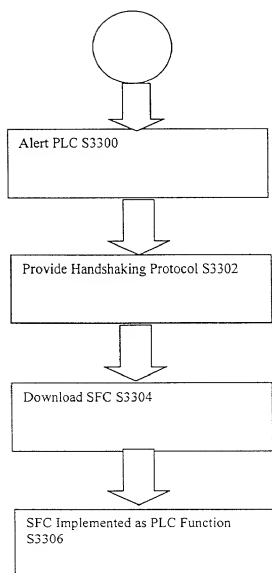 Alert PLC S3300
Provide Handshaking Protocol S3302
Download SFC S3304
SFC Implemented as PLC Function
S3306